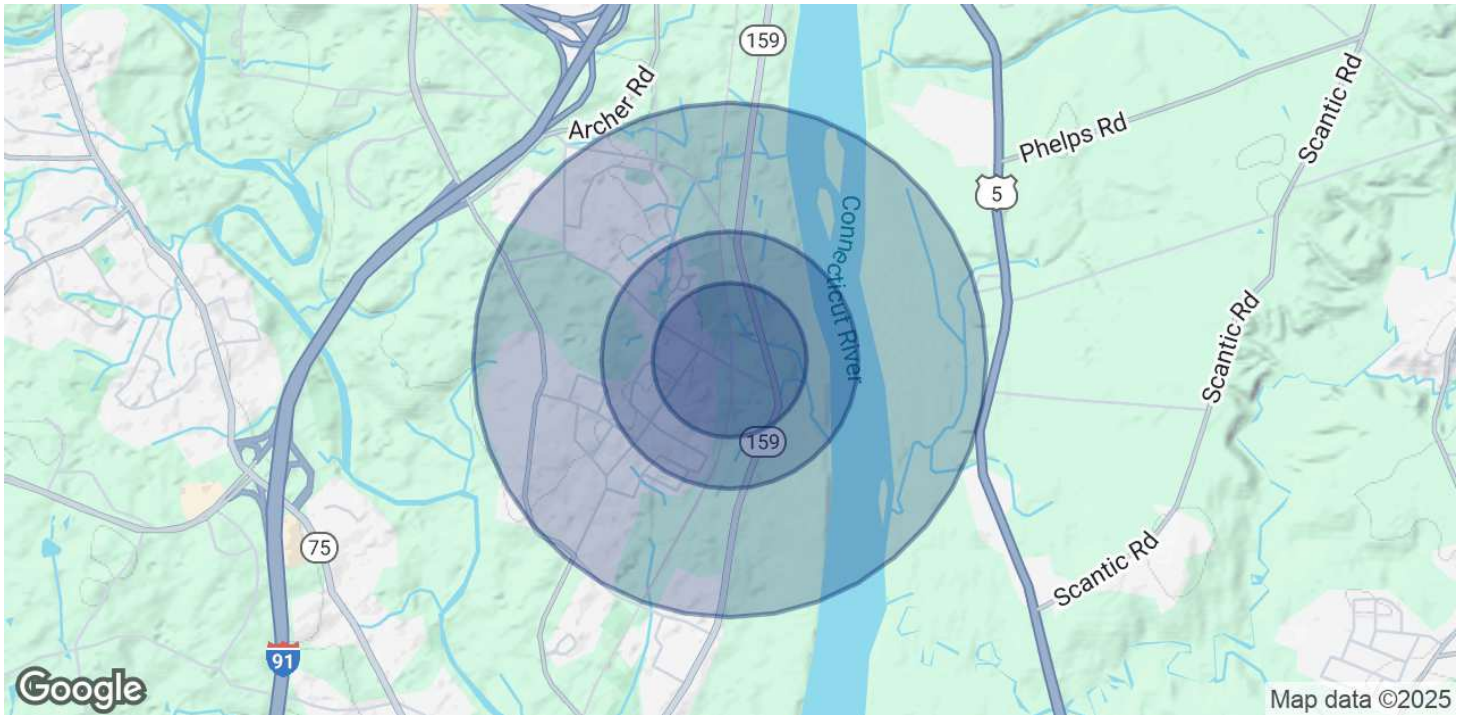 159
Archer Rd
Phelps Rd
Scantic Rd
5
Connecticut River
Scantic Rd
159
75
Scantic Rd
91
Google
Map data ©2025